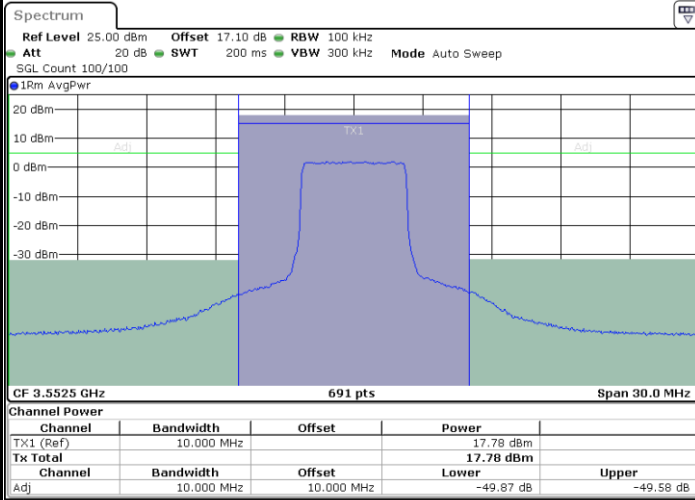 Spectrum
Ref Level 25.00 dBm Offset 17.10 dB RBW 100 kHz
Att 20 dB SWT 200 ms VBW 300 kHz Mode Auto Sweep
SGL Count 100/100
1Rm AvgPwr
20 dBm
TX1
10 dBm
Adj Adj
0 dBm
-10 dBm
-20 dBm
-30 dBm
CF 3.5525 GHz 691 pts Span 30.0 MHz
Channel Power
Channel Bandwidth Offset Power
TX1 (Ref) 10.000 MHz 17.78 dBm
Tx Total 17.78 dBm
Channel Bandwidth Offset Lower Upper
Adj 10.000 MHz 10.000 MHz -49.87 dB -49.58 dB